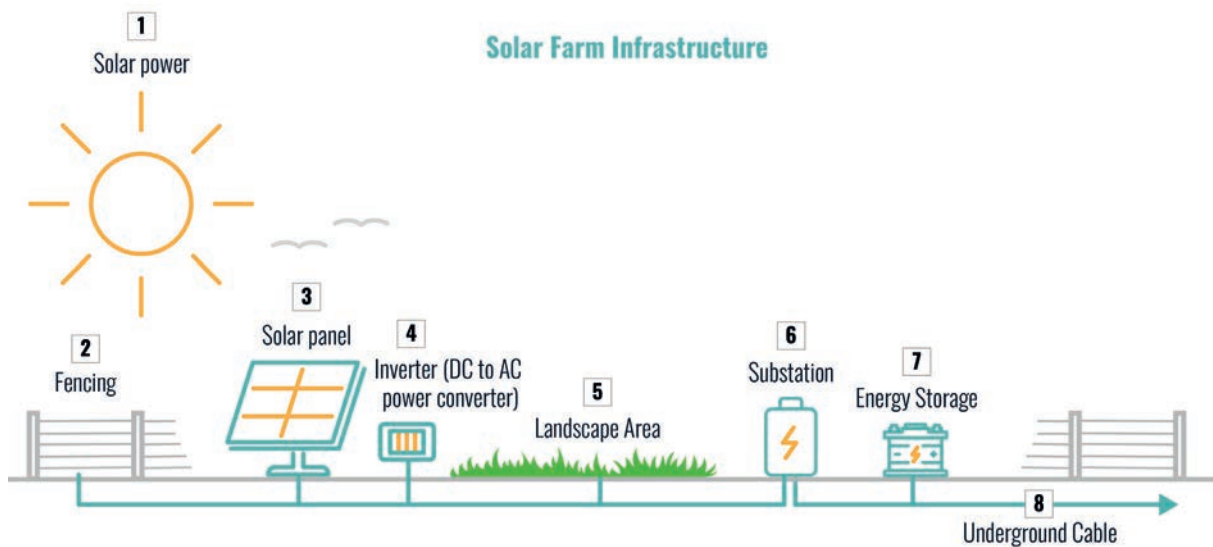 Solar Farm Infrastructure
1
Solar power
2
Fencing
3
Solar panel
4
Inverter (DC to AC
power converter)
5
Landscape Area
6
Substation
7
Energy Storage
8
Underground Cable